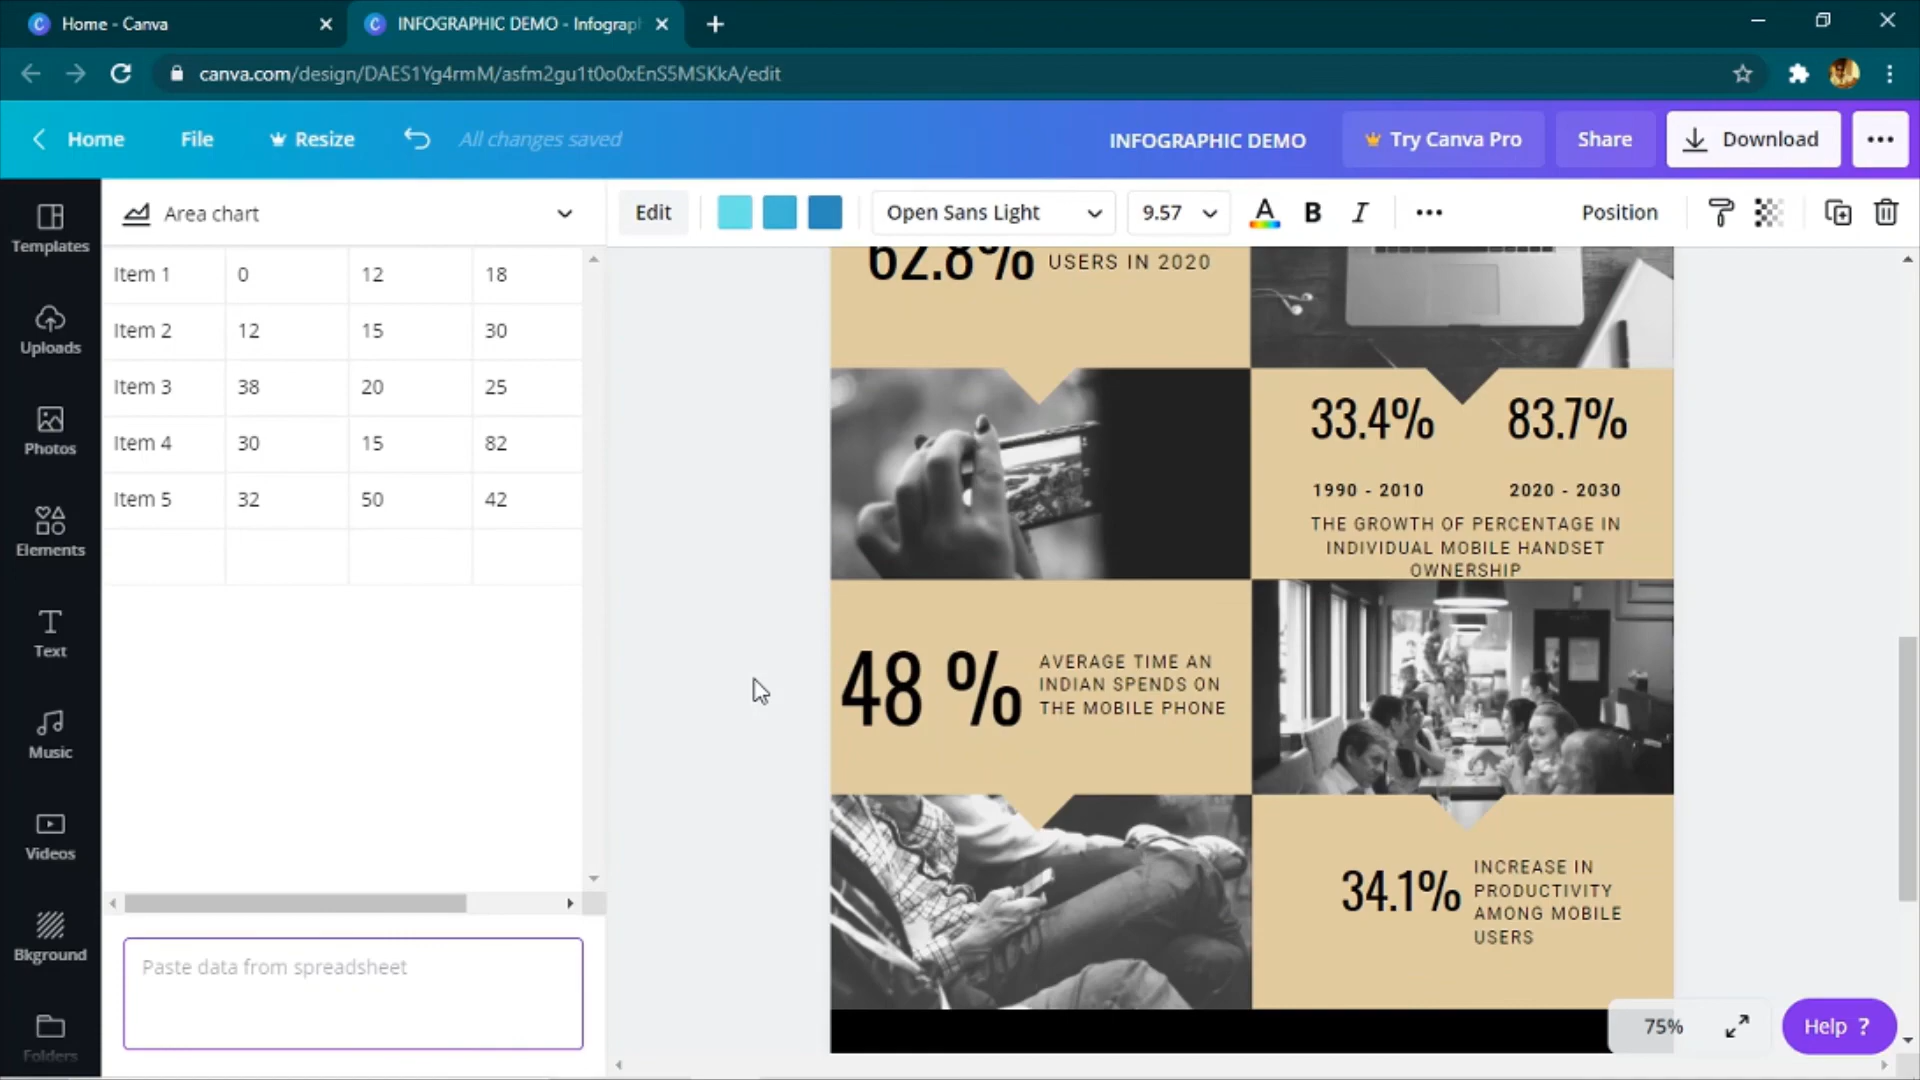 Home - Canva
INFOGRAPHIC DEMO - Infograp
canva.com/design/DAES1Yg4rmM/asfm2gu1t0o0xEnS5MSKkA/edit
Home
File
Resize
All changes saved
INFOGRAPHIC DEMO
Try Canva Pro
Share
Download
Templates
Uploads
Photos
Elements
Text
Music
Videos
Bkground
Folders
Area chart
Item 1 0 12 18
Item 2 12 15 30
Item 3 38 20 25
Item 4 30 15 82
Item 5 32 50 42
Paste data from spreadsheet
Edit
Open Sans Light
9.57
A
B
I
Position
62.8%
USERS IN 2020
33.4% 83.7%
1990 - 2010 2020 - 2030
THE GROWTH OF PERCENTAGE IN
INDIVIDUAL MOBILE HANDSET
OWNERSHIP
48 %
AVERAGE TIME AN
INDIAN SPENDS ON
THE MOBILE PHONE
34.1%
INCREASE IN
PRODUCTIVITY
AMONG MOBILE
USERS
75%
Help ?